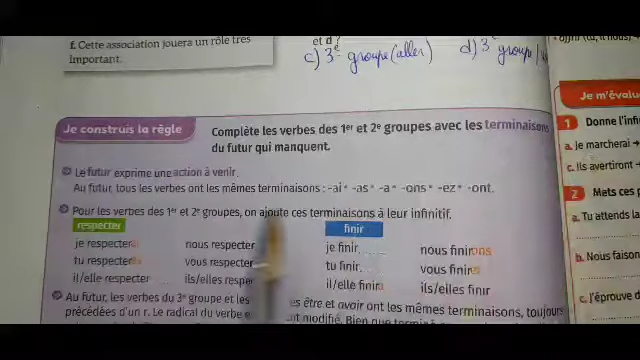 f. Cette association jouera un rôle très
important.
et d ?
c) 3e groupe (aller)
d) 3e groupe
Je m'évalu
Je construis la règle
Complète les verbes des 1er et 2e groupes avec les terminaisons
du futur qui manquent.
Le futur exprime une action à venir.
Au futur, tous les verbes ont les mêmes terminaisons : -ai • -as • -a • -ons • -ez • -ont.
Pour les verbes des 1er et 2e groupes, on ajoute ces terminaisons à leur infinitif.
respecter
finir
je respecterai
nous respecter
je finir
nous finirons
tu respecter
vous respecter
tu finir
vous finir
il/elle respecter
ils/elles respe
il/elle finira
ils/elles finir
Au futur, les verbes du 3e groupe et les
es être et avoir ont les mêmes terminaisons, toujours
précédées d'un r. Le radical du verbe e
nt modifié. Bien que
1 Donne l'infi
a. Je marcherai →
c. Ils avertiront →
2 Mets ces p
a. Tu attends la
b. Nous faison
c. J'éprouve d